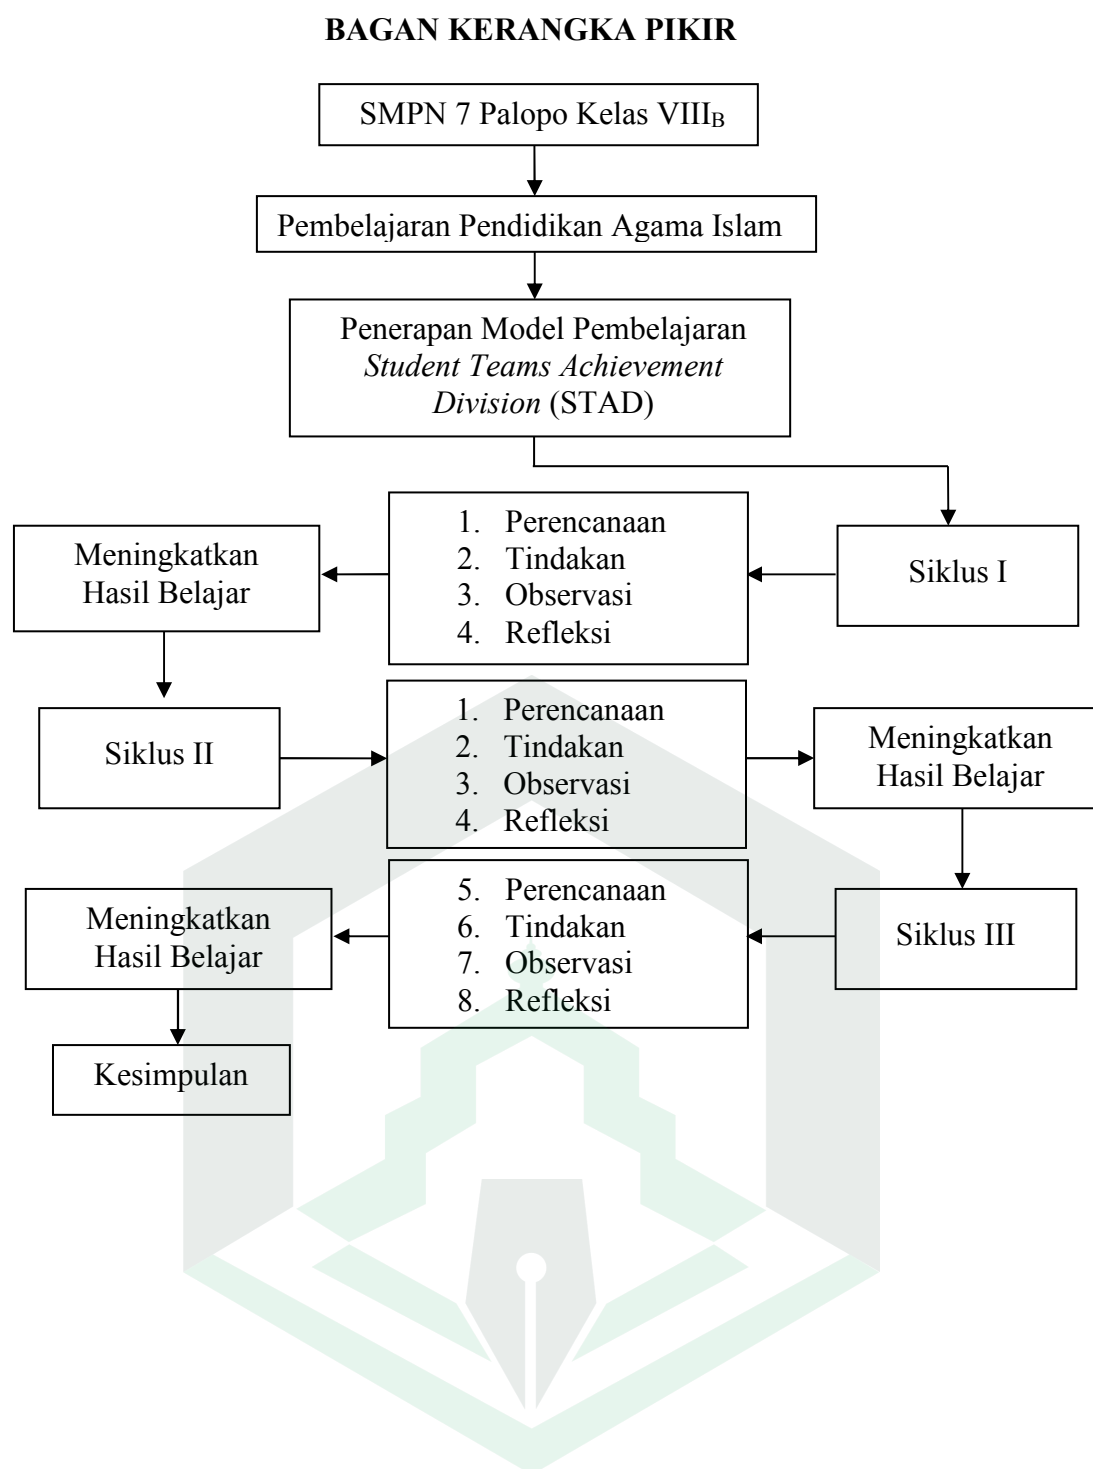 BAGAN KERANGKA PIKIR
SMPN 7 Palopo Kelas VIII_B
Pembelajaran Pendidikan Agama Islam
Penerapan Model Pembelajaran
Student Teams Achievement
Division (STAD)
Siklus I
1. Perencanaan
2. Tindakan
3. Observasi
4. Refleksi
Meningkatkan
Hasil Belajar
Siklus II
1. Perencanaan
2. Tindakan
3. Observasi
4. Refleksi
Meningkatkan
Hasil Belajar
Siklus III
5. Perencanaan
6. Tindakan
7. Observasi
8. Refleksi
Meningkatkan
Hasil Belajar
Kesimpulan